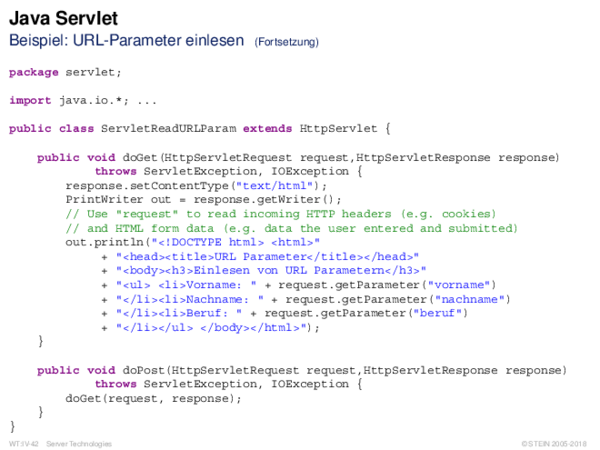 Java Servlet
Beispiel: URL-Parameter einlesen (Fortsetzung)
package servlet;
import java.io.*; ...
public class ServletReadURLParam extends HttpServlet {
public void doGet(HttpServletRequest request,HttpServletResponse response)
throws ServletException, IOException {
response.setContentType("text/html");
PrintWriter out = response.getWriter();
// Use "request" to read incoming HTTP headers (e.g. cookies)
// and HTML form data (e.g. data the user entered and submitted)
out.println("<!DOCTYPE html> <html>"
+ "<head><title>URL Parameter</title></head>"
+ "<body><h3>Einlesen von URL Parametern</h3>"
+ "<ul> <li>Vorname: " + request.getParameter("vorname")
+ "</li><li>Nachname: " + request.getParameter("nachname")
+ "</li><li>Beruf: " + request.getParameter("beruf")
+ "</li></ul> </body></html>");
}
public void doPost(HttpServletRequest request,HttpServletResponse response)
throws ServletException, IOException {
doGet(request, response);
}
}
WT:IV-42 Server Technologies © STEIN 2005-2018